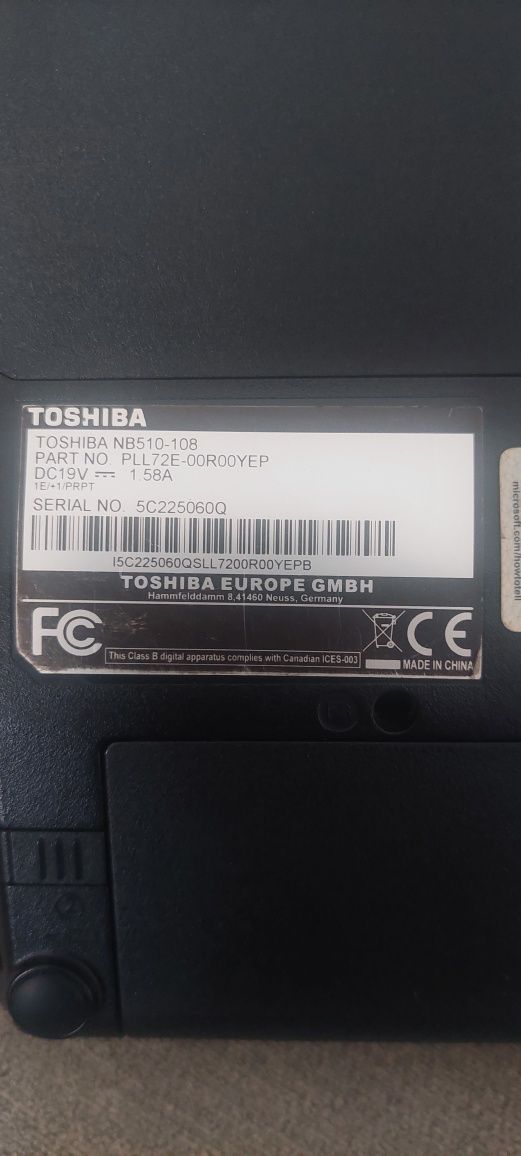 TOSHIBA
TOSHIBA NB510-108
PART NO. PLL72E-00R00YEP
DC19V 1.58A
1E/+1/PRPT
SERIAL NO. 5C225060Q
I5C225060QSLL7200R00YEPB
TOSHIBA EUROPE GMBH
Hammfelddamm 8,41460 Neuss, Germany
FC CE
This Class B digital apparatus complies with Canadian ICES-003
MADE IN CHINA
microsoft.com/howtotell